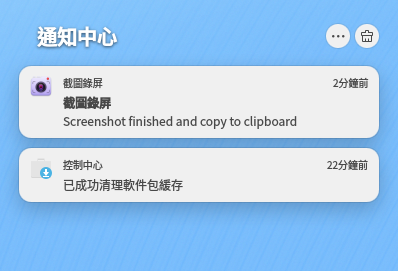 通知中心
截圖錄屏
2分鐘前
截圖錄屏
Screenshot finished and copy to clipboard
控制中心
22分鐘前
已成功清理軟件包緩存